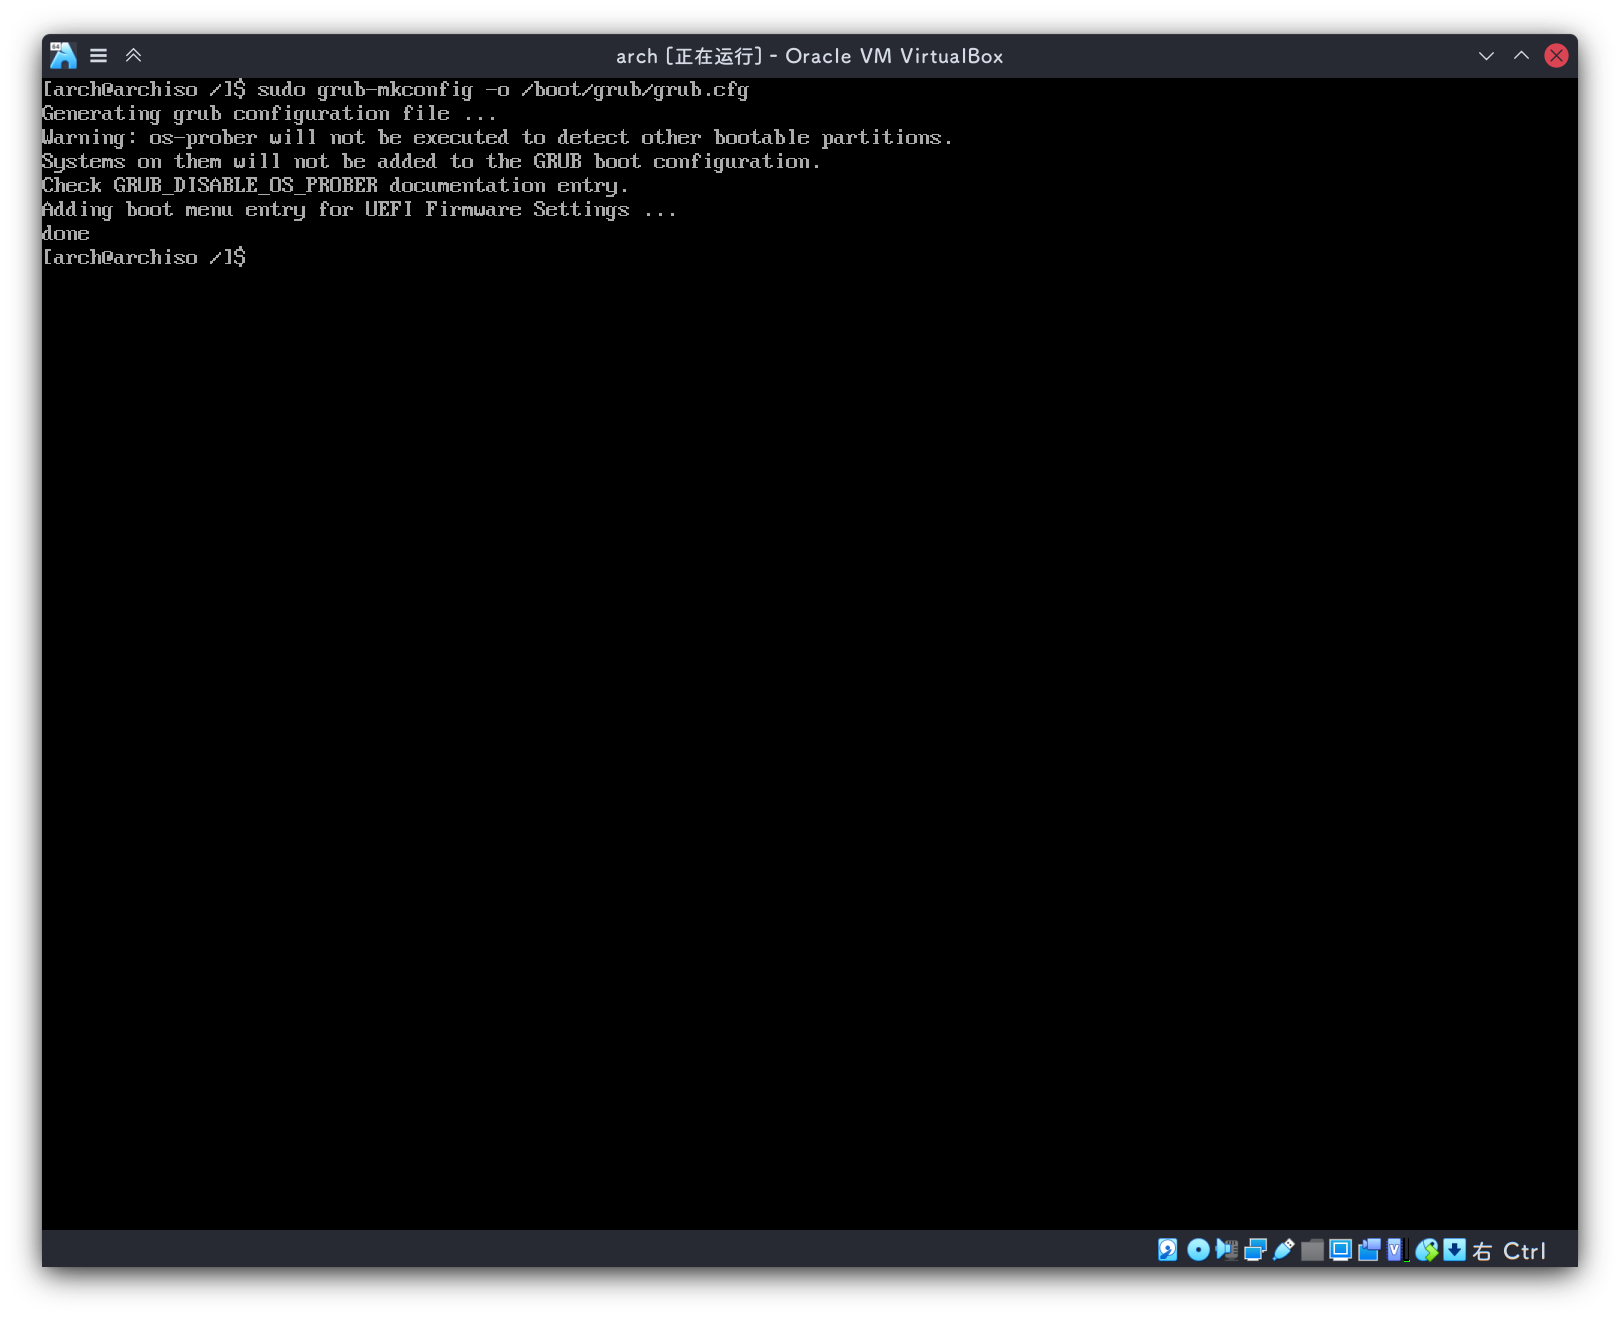 arch [正在运行] - Oracle VM VirtualBox
[arch@archiso /]$ sudo grub-mkconfig -o /boot/grub/grub.cfg
Generating grub configuration file ...
Warning: os-prober will not be executed to detect other bootable partitions.
Systems on them will not be added to the GRUB boot configuration.
Check GRUB_DISABLE_OS_PROBER documentation entry.
Adding boot menu entry for UEFI Firmware Settings ...
done
[arch@archiso /]$
右 Ctrl